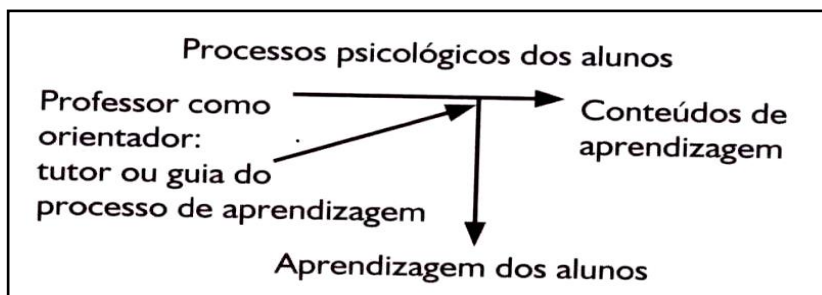 Processos psicológicos dos alunos
Professor como
orientador:
tutor ou guia do
processo de aprendizagem
Conteúdos de
aprendizagem
Aprendizagem dos alunos